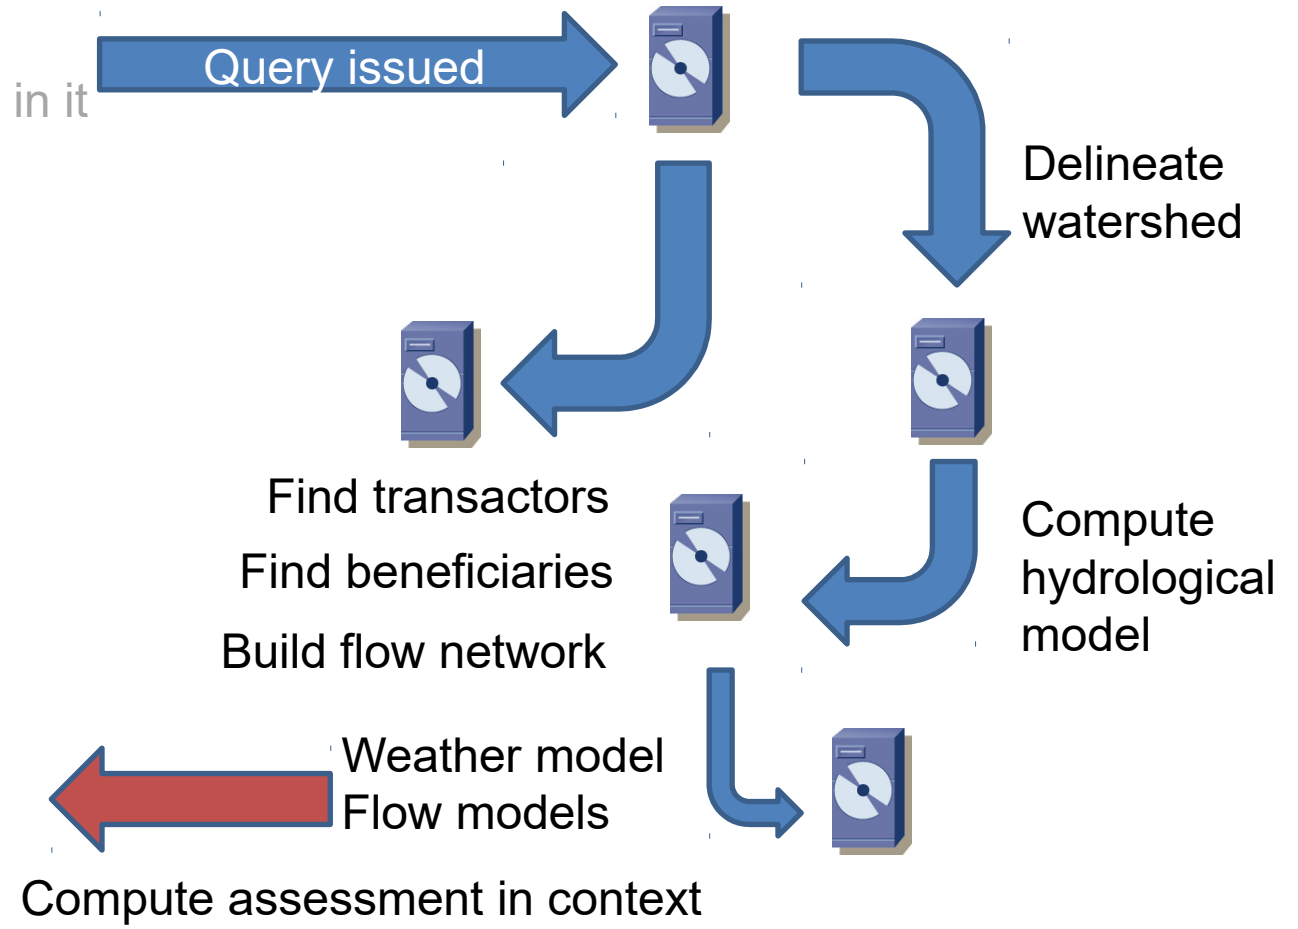 Query issued
in it
Delineate
watershed
Find transactors
Find beneficiaries
Build flow network
Compute
hydrological
model
Weather model
Flow models
Compute assessment in context